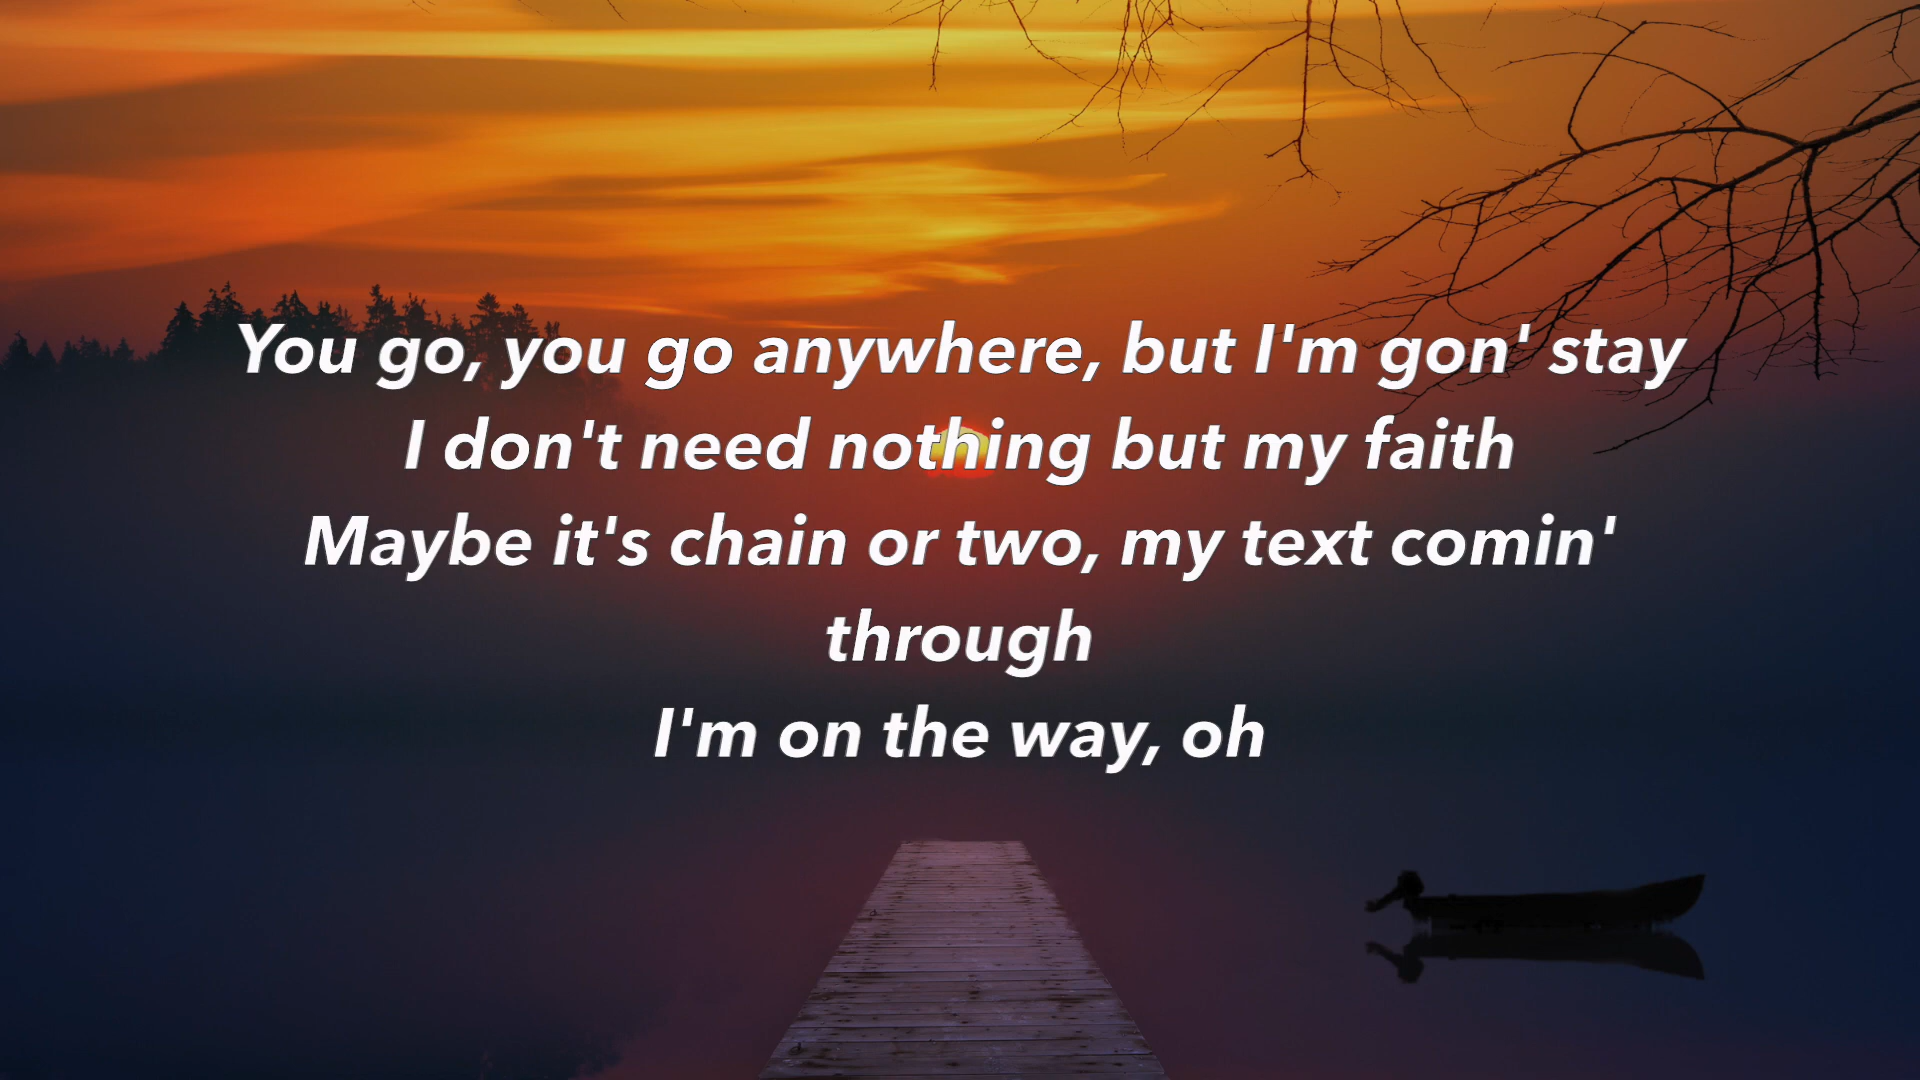 You go, you go anywhere, but I'm gon' stay
I don't need nothing but my faith
Maybe it's chain or two, my text comin'
through
I'm on the way, oh